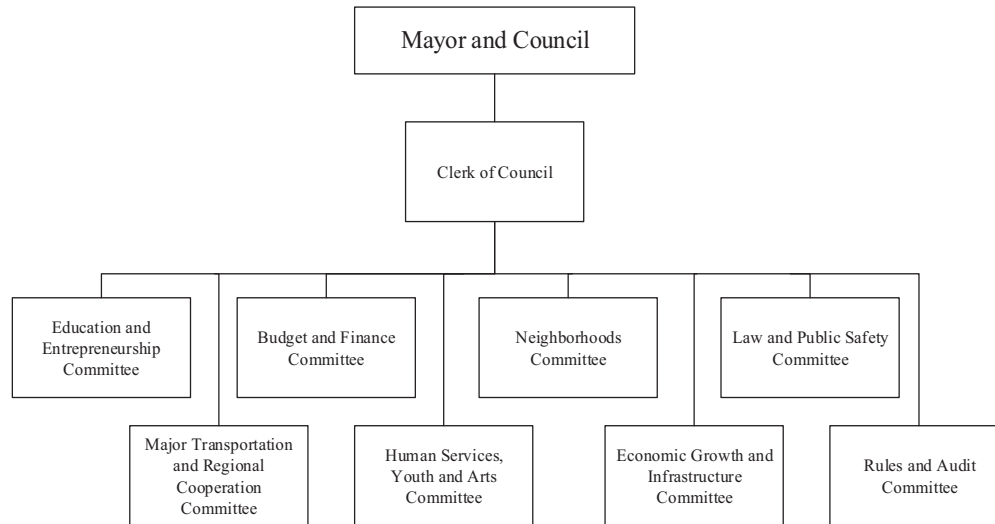 Mayor and Council
Clerk of Council
Education and
Entrepreneurship
Committee
Budget and Finance
Committee
Neighborhoods
Committee
Law and Public Safety
Committee
Major Transportation
and Regional
Cooperation
Committee
Human Services,
Youth and Arts
Committee
Economic Growth and
Infrastructure
Committee
Rules and Audit
Committee